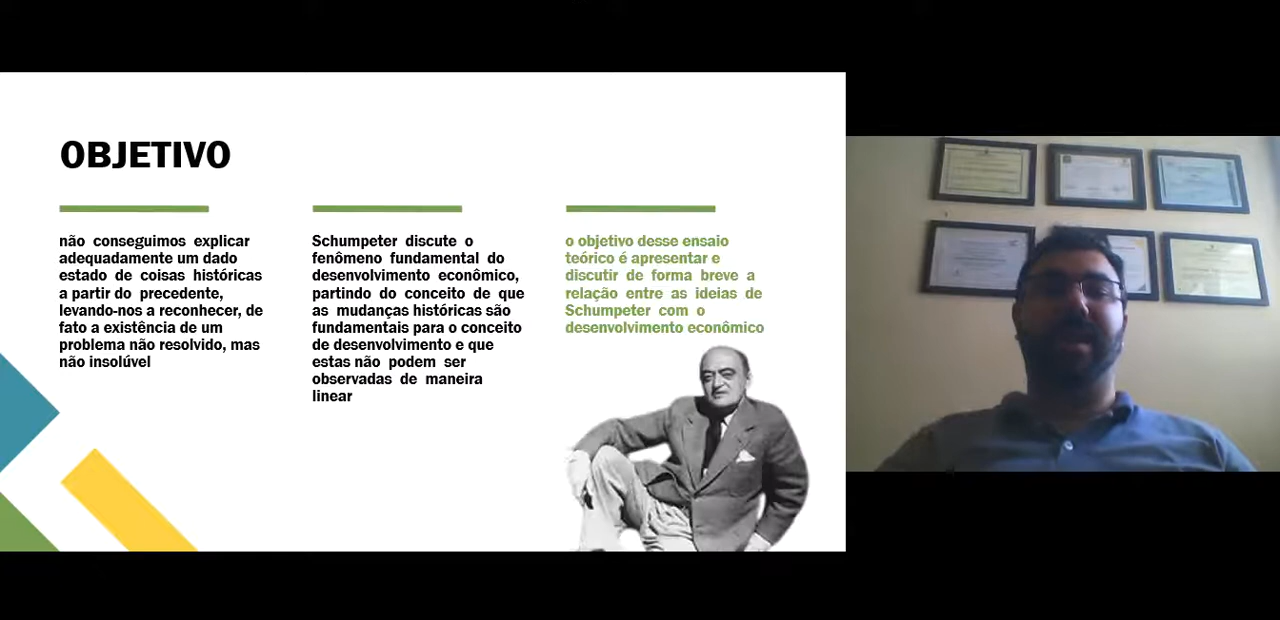 OBJETIVO
não conseguimos explicar
adequadamente um dado
estado de coisas históricas
a partir do precedente,
levando-nos a reconhecer, de
fato a existência de um
problema não resolvido, mas
não insolúvel
Schumpeter discute o
fenômeno fundamental do
desenvolvimento econômico,
partindo do conceito de que
as mudanças históricas são
fundamentais para o conceito
de desenvolvimento e que
estas não podem ser
observadas de maneira
linear
o objetivo desse ensaio
teórico é apresentar e
discutir de forma breve a
relação entre as ideias de
Schumpeter com o
desenvolvimento econômico